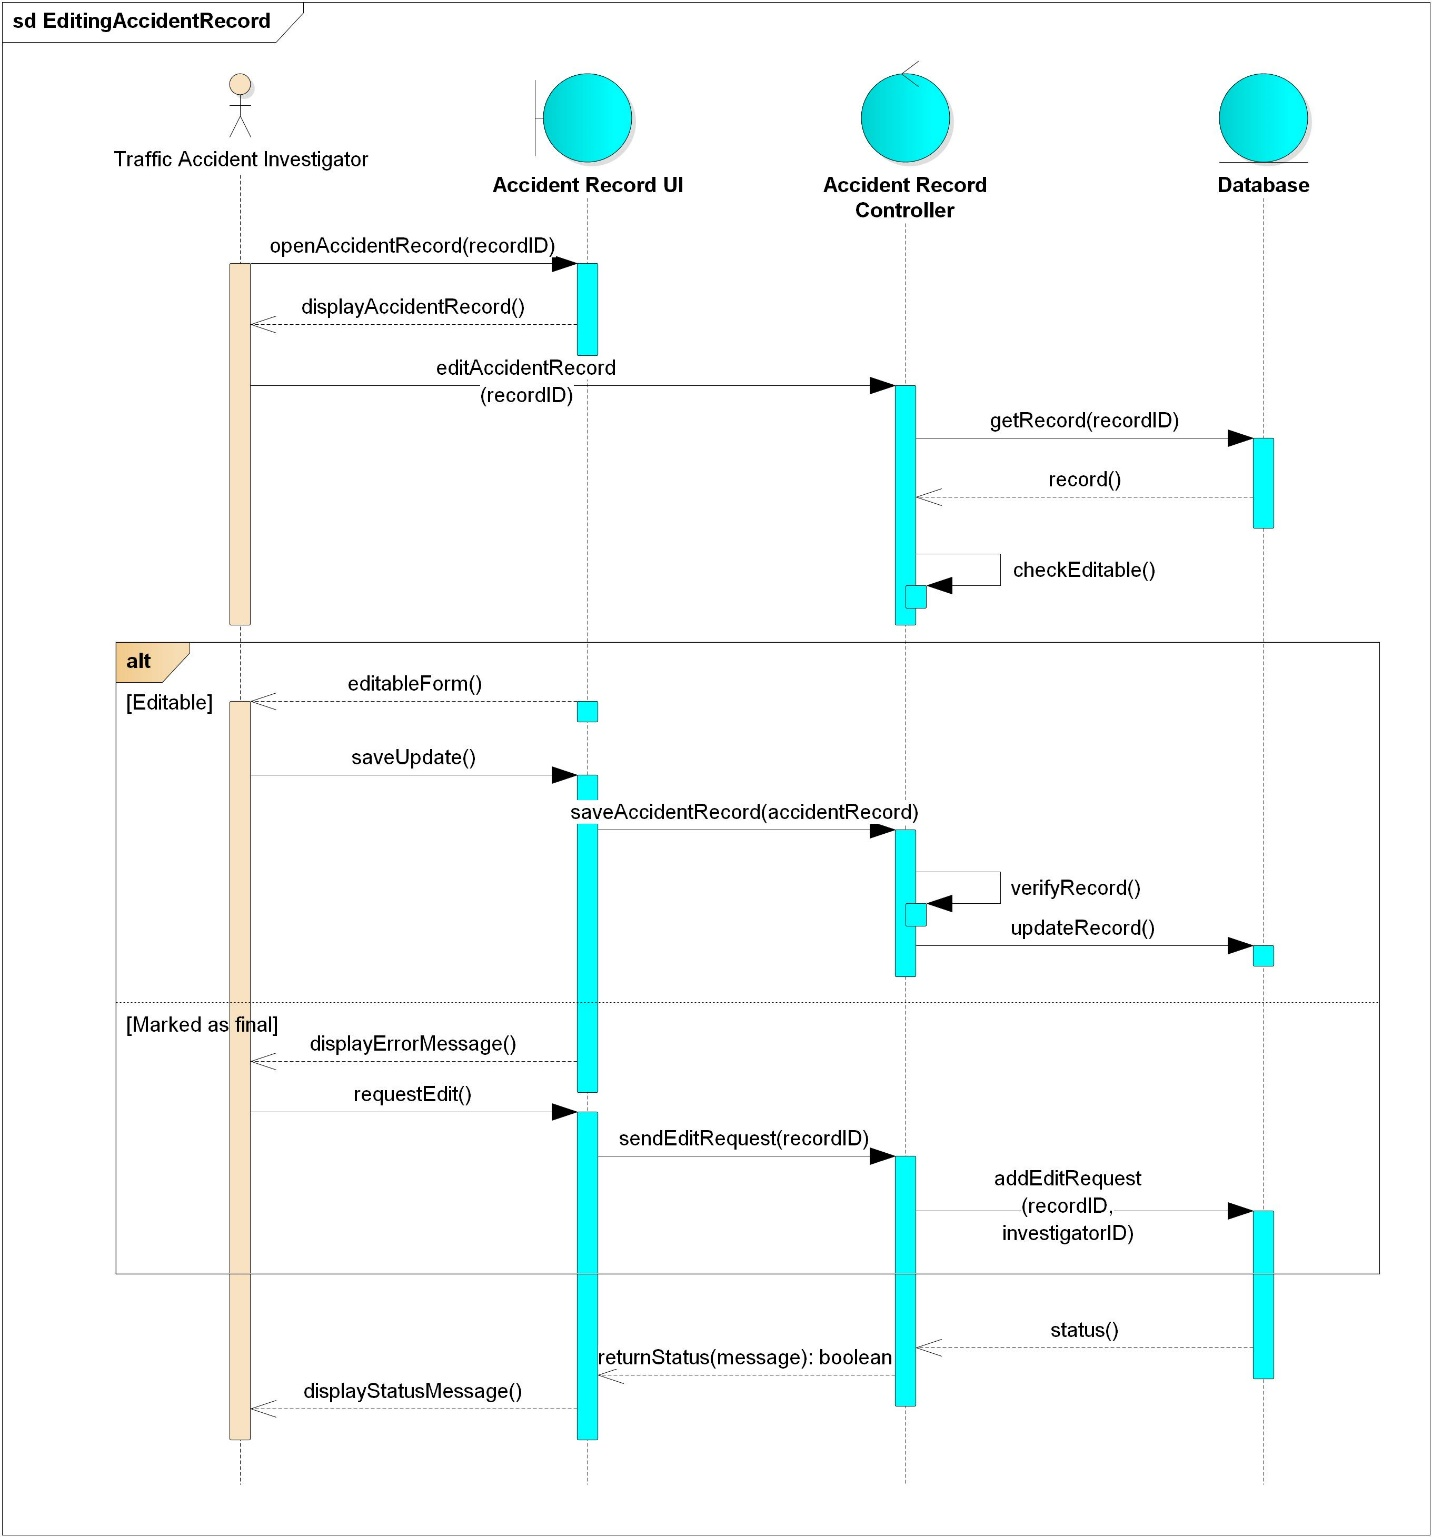 sd EditingAccidentRecord
Traffic Accident Investigator
Accident Record UI
Accident Record
Controller
Database
openAccidentRecord(recordID)
displayAccidentRecord()
editAccidentRecord
(recordID)
getRecord(recordID)
record()
checkEditable()
alt
[Editable]
editableForm()
saveUpdate()
saveAccidentRecord(accidentRecord)
verifyRecord()
updateRecord()
[Marked as final]
displayErrorMessage()
requestEdit()
sendEditRequest(recordID)
addEditRequest
(recordID,
investigatorID)
status()
returnStatus(message): boolean
displayStatusMessage()